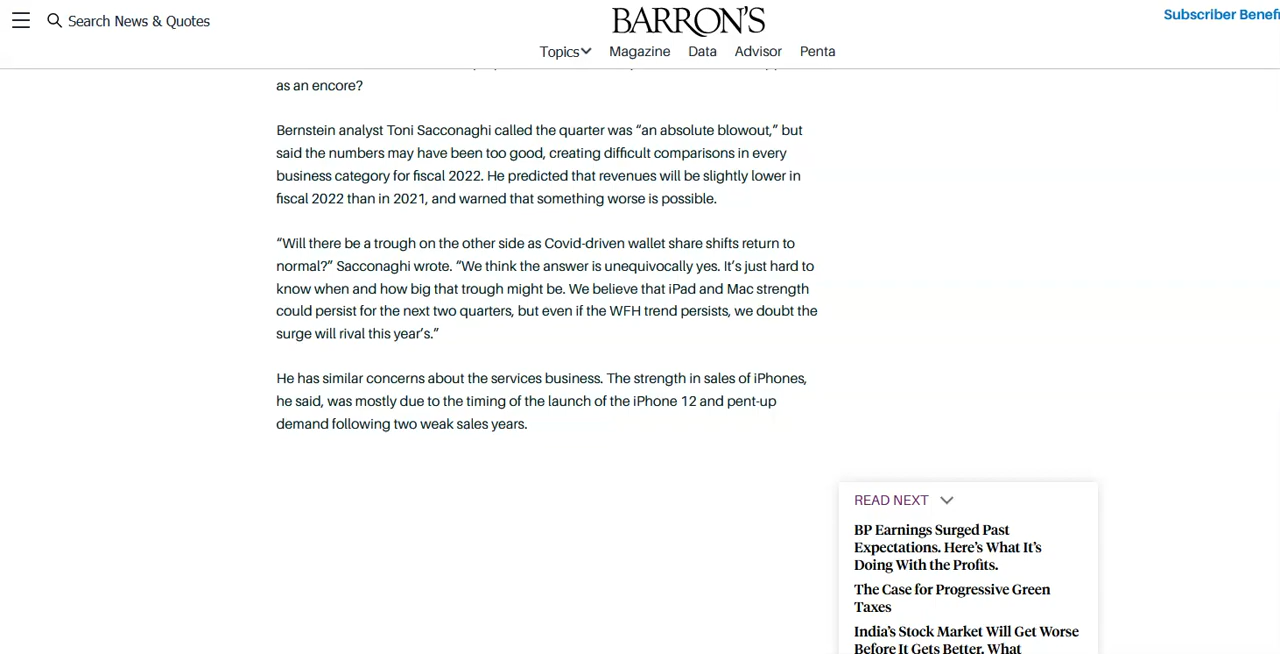 Search News & Quotes
BARRON'S
Subscriber Benef
Topics
Magazine
Data
Advisor
Penta
as an encore?
Bernstein analyst Toni Sacconaghi called the quarter was “an absolute blowout,” but
said the numbers may have been too good, creating difficult comparisons in every
business category for fiscal 2022. He predicted that revenues will be slightly lower in
fiscal 2022 than in 2021, and warned that something worse is possible.
“Will there be a trough on the other side as Covid-driven wallet share shifts return to
normal?” Sacconaghi wrote. “We think the answer is unequivocally yes. It’s just hard to
know when and how big that trough might be. We believe that iPad and Mac strength
could persist for the next two quarters, but even if the WFH trend persists, we doubt the
surge will rival this year’s.”
He has similar concerns about the services business. The strength in sales of iPhones,
he said, was mostly due to the timing of the launch of the iPhone 12 and pent-up
demand following two weak sales years.
READ NEXT
BP Earnings Surged Past
Expectations. Here’s What It’s
Doing With the Profits.
The Case for Progressive Green
Taxes
India’s Stock Market Will Get Worse
Before It Gets Better. What